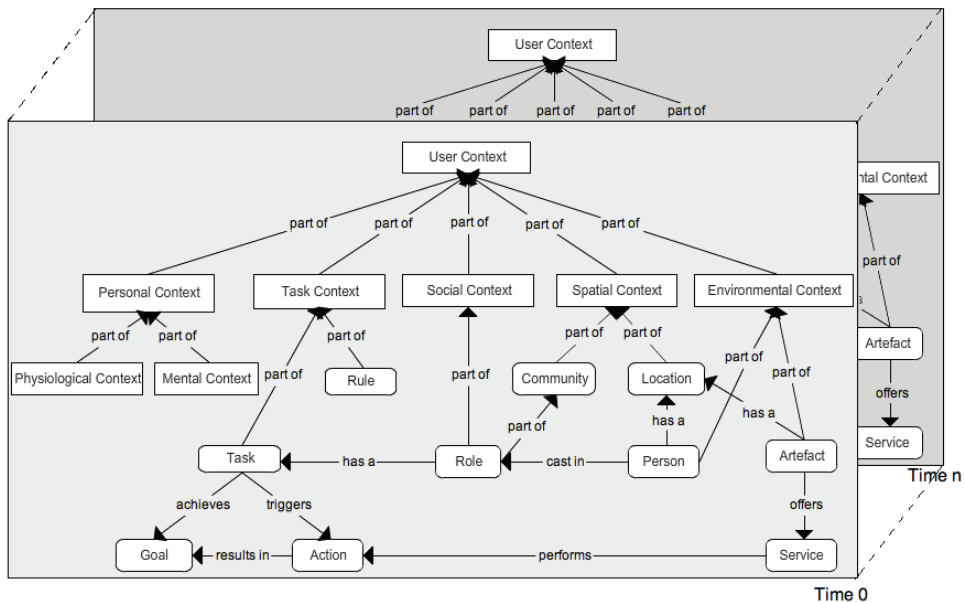 User Context
part of part of part of part of part of
User Context
ntal Context
part of
part of part of part of part of
part of
Personal Context Task Context Social Context Spatial Context Environmental Context
a
part of part of part of part of part of
part of
Artefact
Physiological Context Mental Context Rule Community Location
part of part of part of
offers
has a has a
part of
Task has a Role cast in Person Artefact
Service
Time n
achieves triggers offers
Goal results in Action performs Service
Time 0